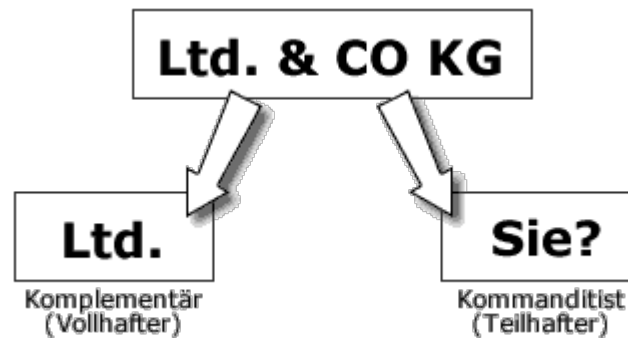 Ltd. & CO KG
Ltd.
Komplementär
(Vollhafter)
Sie?
Kommanditist
(Teilhafter)